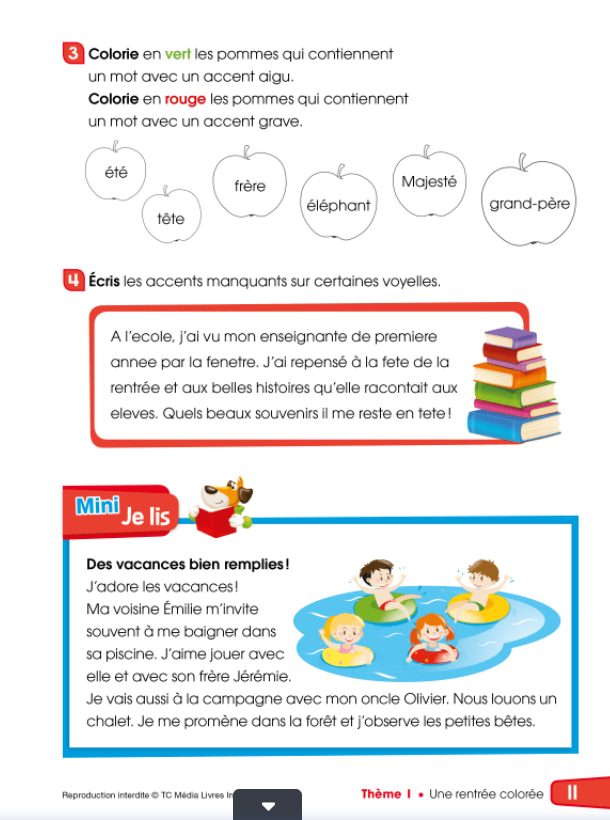 3 Colorie en vert les pommes qui contiennent
un mot avec un accent aigu.
Colorie en rouge les pommes qui contiennent
un mot avec un accent grave.
été
tête
frère
éléphant
Majesté
grand-père
4 Écris les accents manquants sur certaines voyelles.
A l'ecole, j'ai vu mon enseignante de premiere
annee par la fenetre. J'ai repensé à la fete de la
rentrée et aux belles histoires qu'elle racontait aux
eleves. Quels beaux souvenirs il me reste en tete!
Mini
Je lis
Des vacances bien remplies!
J'adore les vacances!
Ma voisine Émilie m'invite
souvent à me baigner dans
sa piscine. J'aime jouer avec
elle et avec son frère Jérémie.
Je vais aussi à la campagne avec mon oncle Olivier. Nous louons un
chalet. Je me promène dans la forêt et j'observe les petites bêtes.
Reproduction interdite © TC Média Livres
Thème 1 • Une rentrée colorée 11